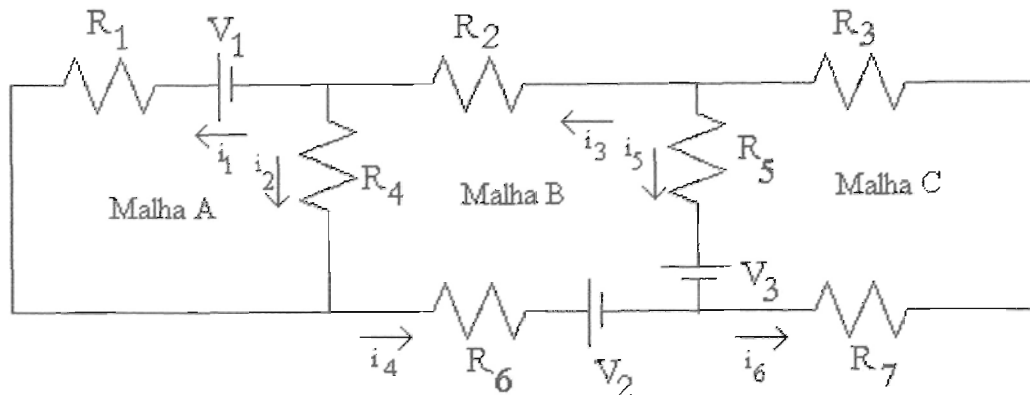 R1 V1 R2 R3
i1 i2 R4 i3 i5 R5
Malha A Malha B Malha C
V3
i4 R6 V2 i6 R7